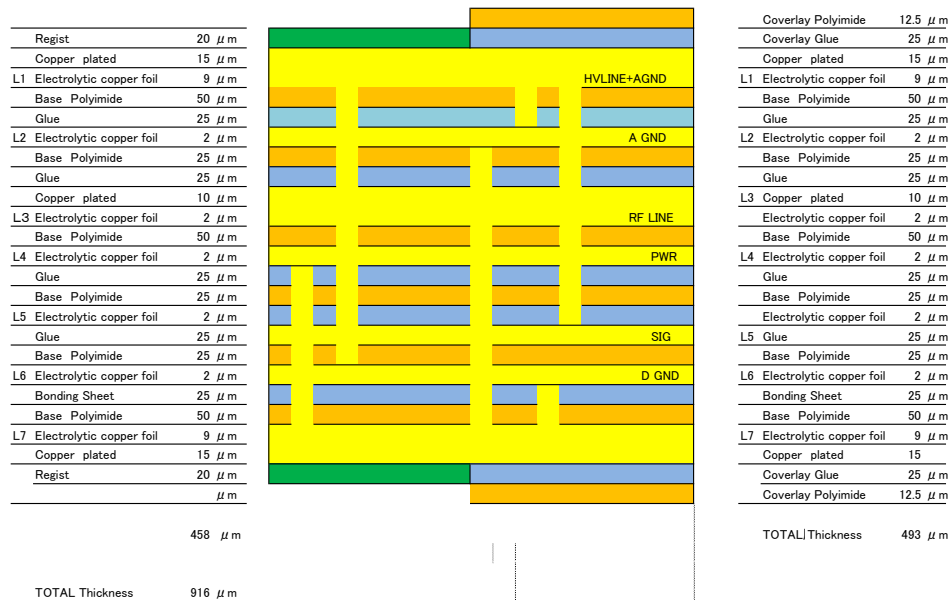 Coverlay Polyimide 12.5 μm
Regist 20 μm
Coverlay Glue 25 μm
Copper plated 15 μm
Copper plated 15 μm
L1 Electrolytic copper foil 9 μm
HVLINE+AGND
L1 Electrolytic copper foil 9 μm
Base Polyimide 50 μm
Base Polyimide 50 μm
Glue 25 μm
Glue 25 μm
L2 Electrolytic copper foil 2 μm
A GND
L2 Electrolytic copper foil 2 μm
Base Polyimide 25 μm
Base Polyimide 25 μm
Glue 25 μm
Glue 25 μm
Copper plated 10 μm
L3 Copper plated 10 μm
L3 Electrolytic copper foil 2 μm
RF LINE
Electrolytic copper foil 2 μm
Base Polyimide 50 μm
Base Polyimide 50 μm
L4 Electrolytic copper foil 2 μm
PWR
L4 Electrolytic copper foil 2 μm
Glue 25 μm
Glue 25 μm
Base Polyimide 25 μm
Base Polyimide 25 μm
L5 Electrolytic copper foil 2 μm
Electrolytic copper foil 2 μm
Glue 25 μm
SIG
L5 Glue 25 μm
Base Polyimide 25 μm
Base Polyimide 25 μm
L6 Electrolytic copper foil 2 μm
D GND
L6 Electrolytic copper foil 2 μm
Bonding Sheet 25 μm
Bonding Sheet 25 μm
Base Polyimide 50 μm
Base Polyimide 50 μm
L7 Electrolytic copper foil 9 μm
L7 Electrolytic copper foil 9 μm
Copper plated 15 μm
Copper plated 15
Regist 20 μm
Coverlay Glue 25 μm
μm
Coverlay Polyimide 12.5 μm
458 μm
TOTAL Thickness 493 μm
TOTAL Thickness 916 μm